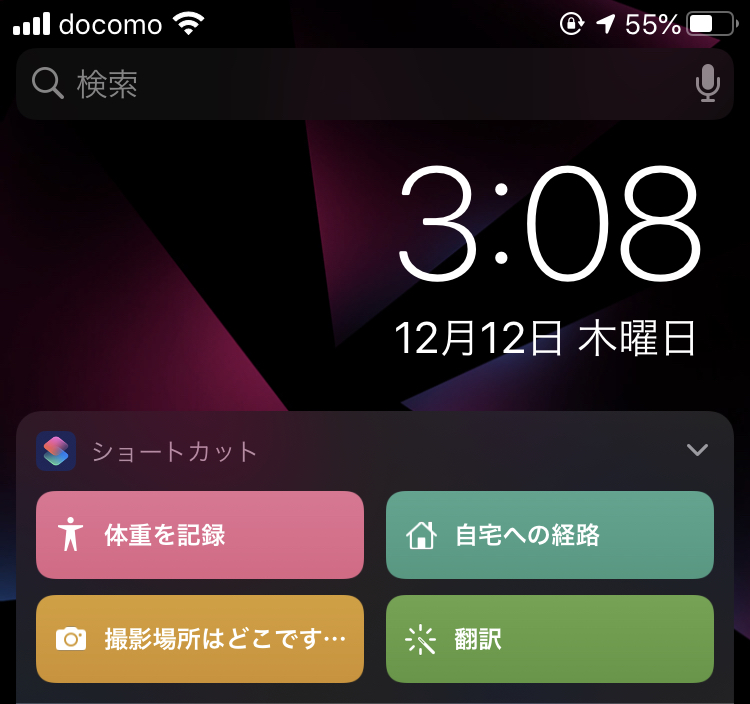 docomo 55%
検索
3:08
12月12日 木曜日
ショートカット
体重を記録 自宅への経路
撮影場所はどこです… 翻訳